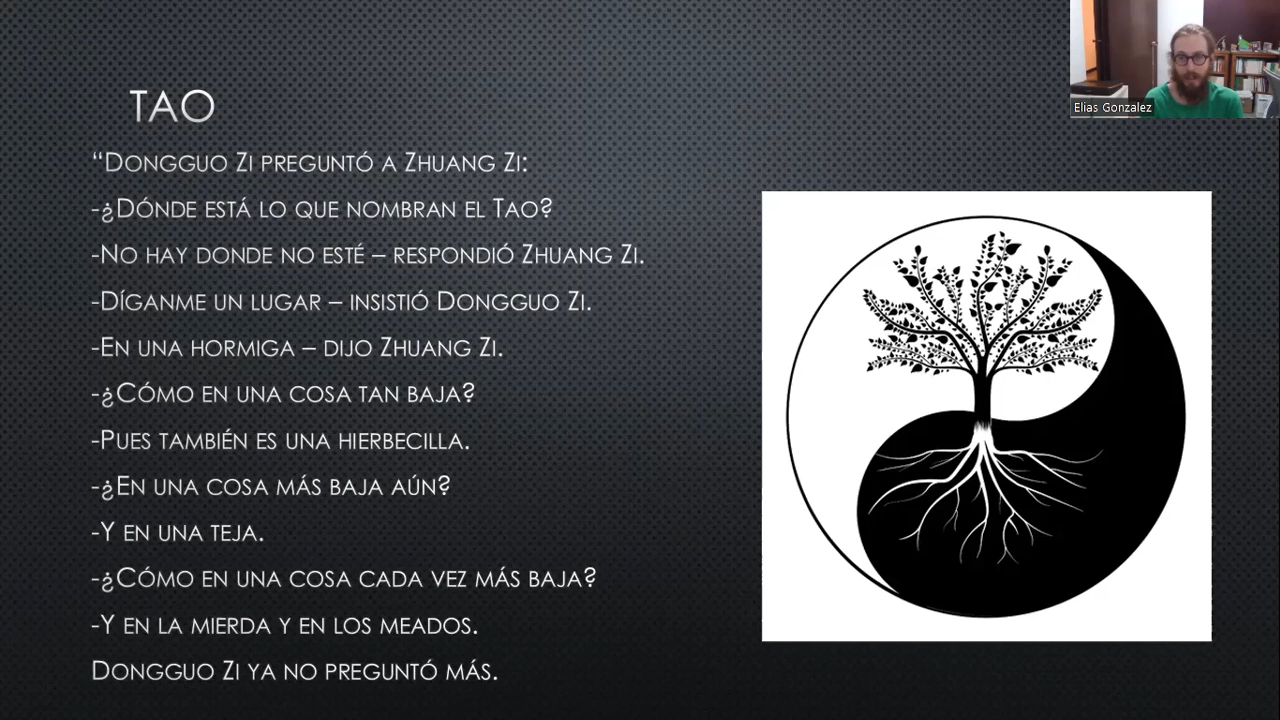 TAO
“DONGGUO ZI PREGUNTÓ A ZHUANG ZI:
-¿DÓNDE ESTÁ LO QUE NOMBRAN EL TAO?
-NO HAY DONDE NO ESTÉ – RESPONDIÓ ZHUANG ZI.
-DÍGANME UN LUGAR – INSISTIÓ DONGGUO ZI.
-EN UNA HORMIGA – DIJO ZHUANG ZI.
-¿CÓMO EN UNA COSA TAN BAJA?
-PUES TAMBIÉN ES UNA HIERBECILLA.
-¿EN UNA COSA MÁS BAJA AÚN?
-Y EN UNA TEJA.
-¿CÓMO EN UNA COSA CADA VEZ MÁS BAJA?
-Y EN LA MIERDA Y EN LOS MEADOS.
DONGGUO ZI YA NO PREGUNTÓ MÁS.
Elias Gonzalez